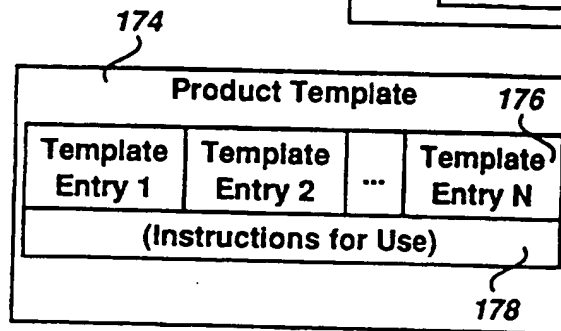 174
Product Template 176
Template Template ... Template
Entry 1 Entry 2 Entry N
(Instructions for Use)
178